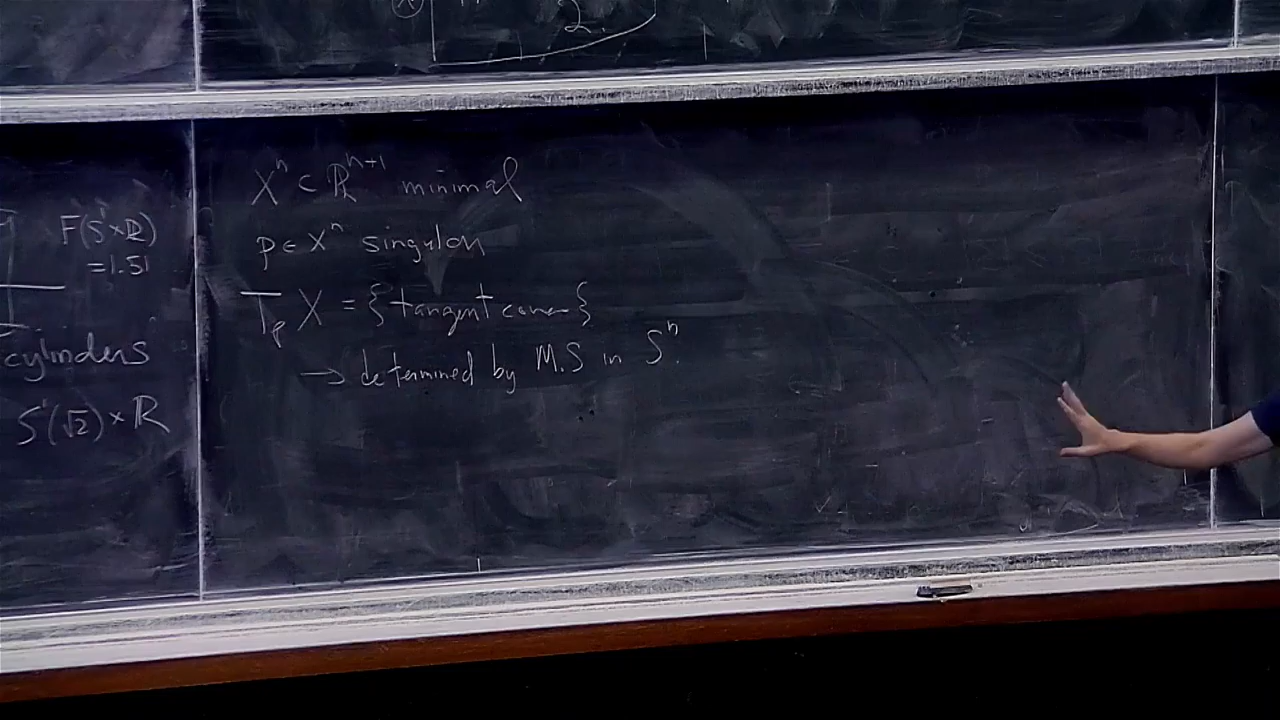 2.
F(S¹×ℝ)
=1.51
cylinders
S¹(√2)×ℝ
Xⁿ ⊂ ℝⁿ⁺¹ minimal
p ∈ Xⁿ singular
TₚX = {tangent cones}
→ determined by M.S in Sⁿ.